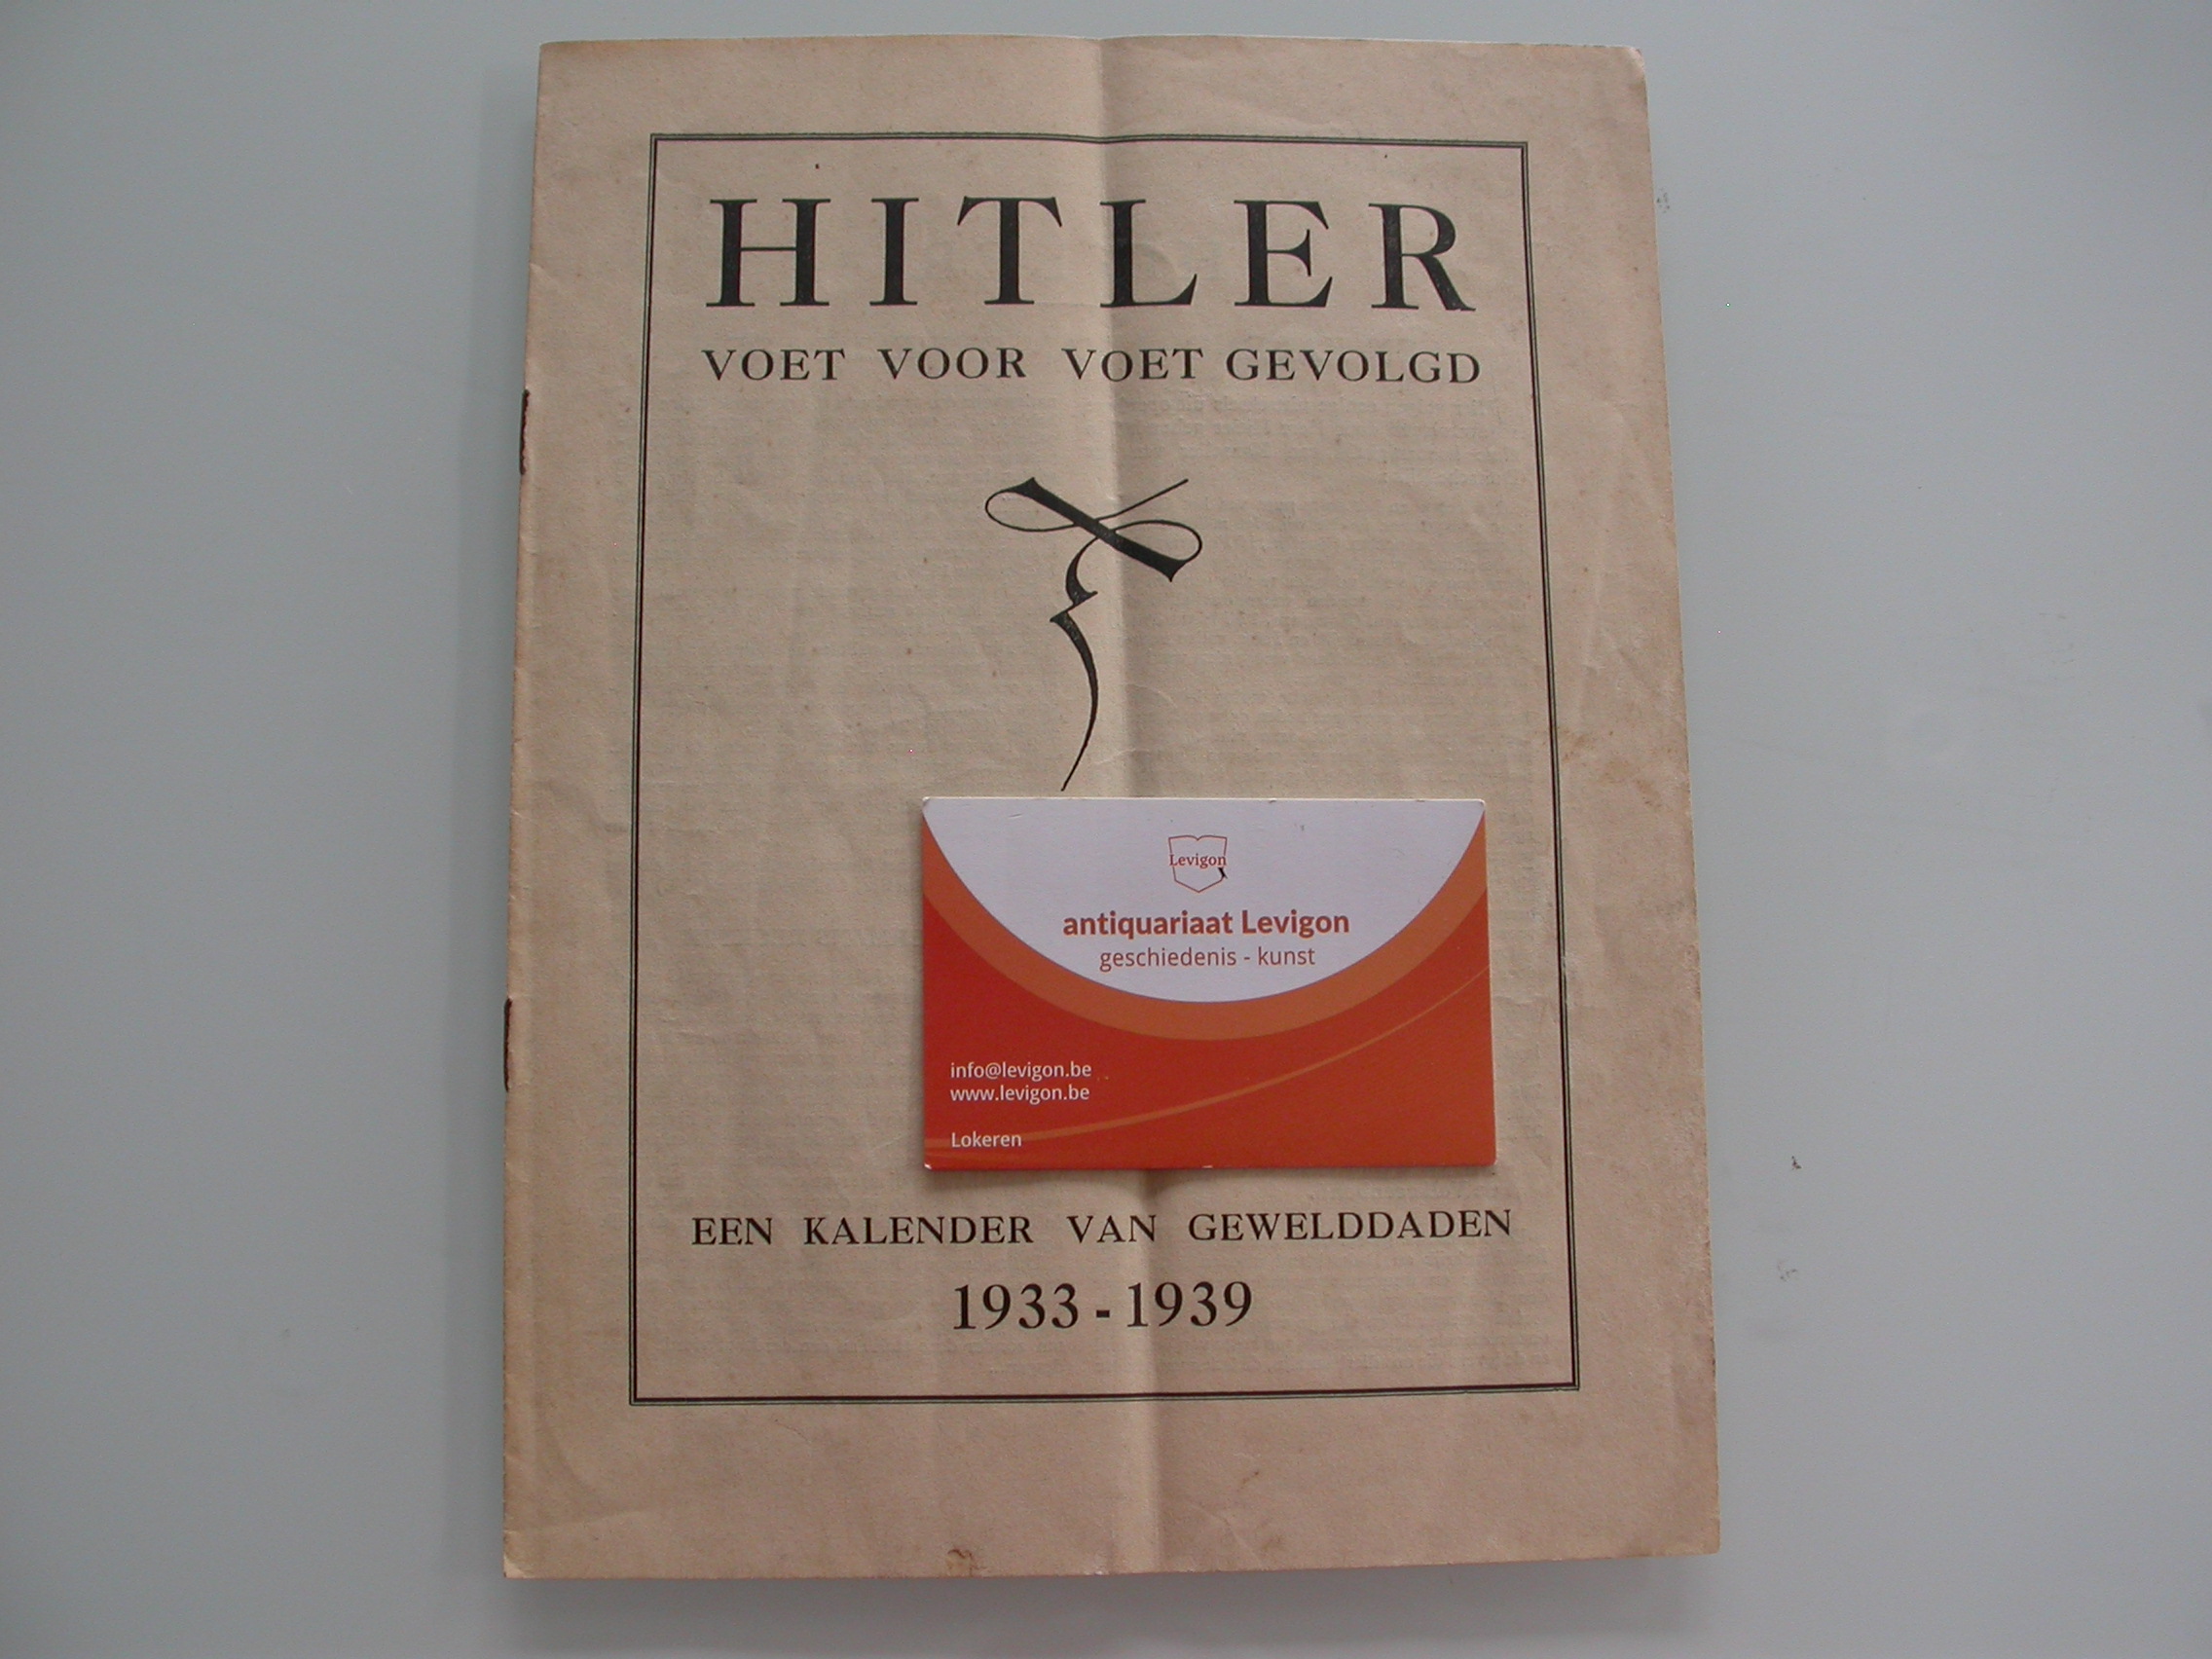 HITLER
VOET VOOR VOET GEVOLGD
Levigon
antiquariaat Levigon
geschiedenis - kunst
info@levigon.be
www.levigon.be
Lokeren
EEN KALENDER VAN GEWELDDADEN
1933-1939